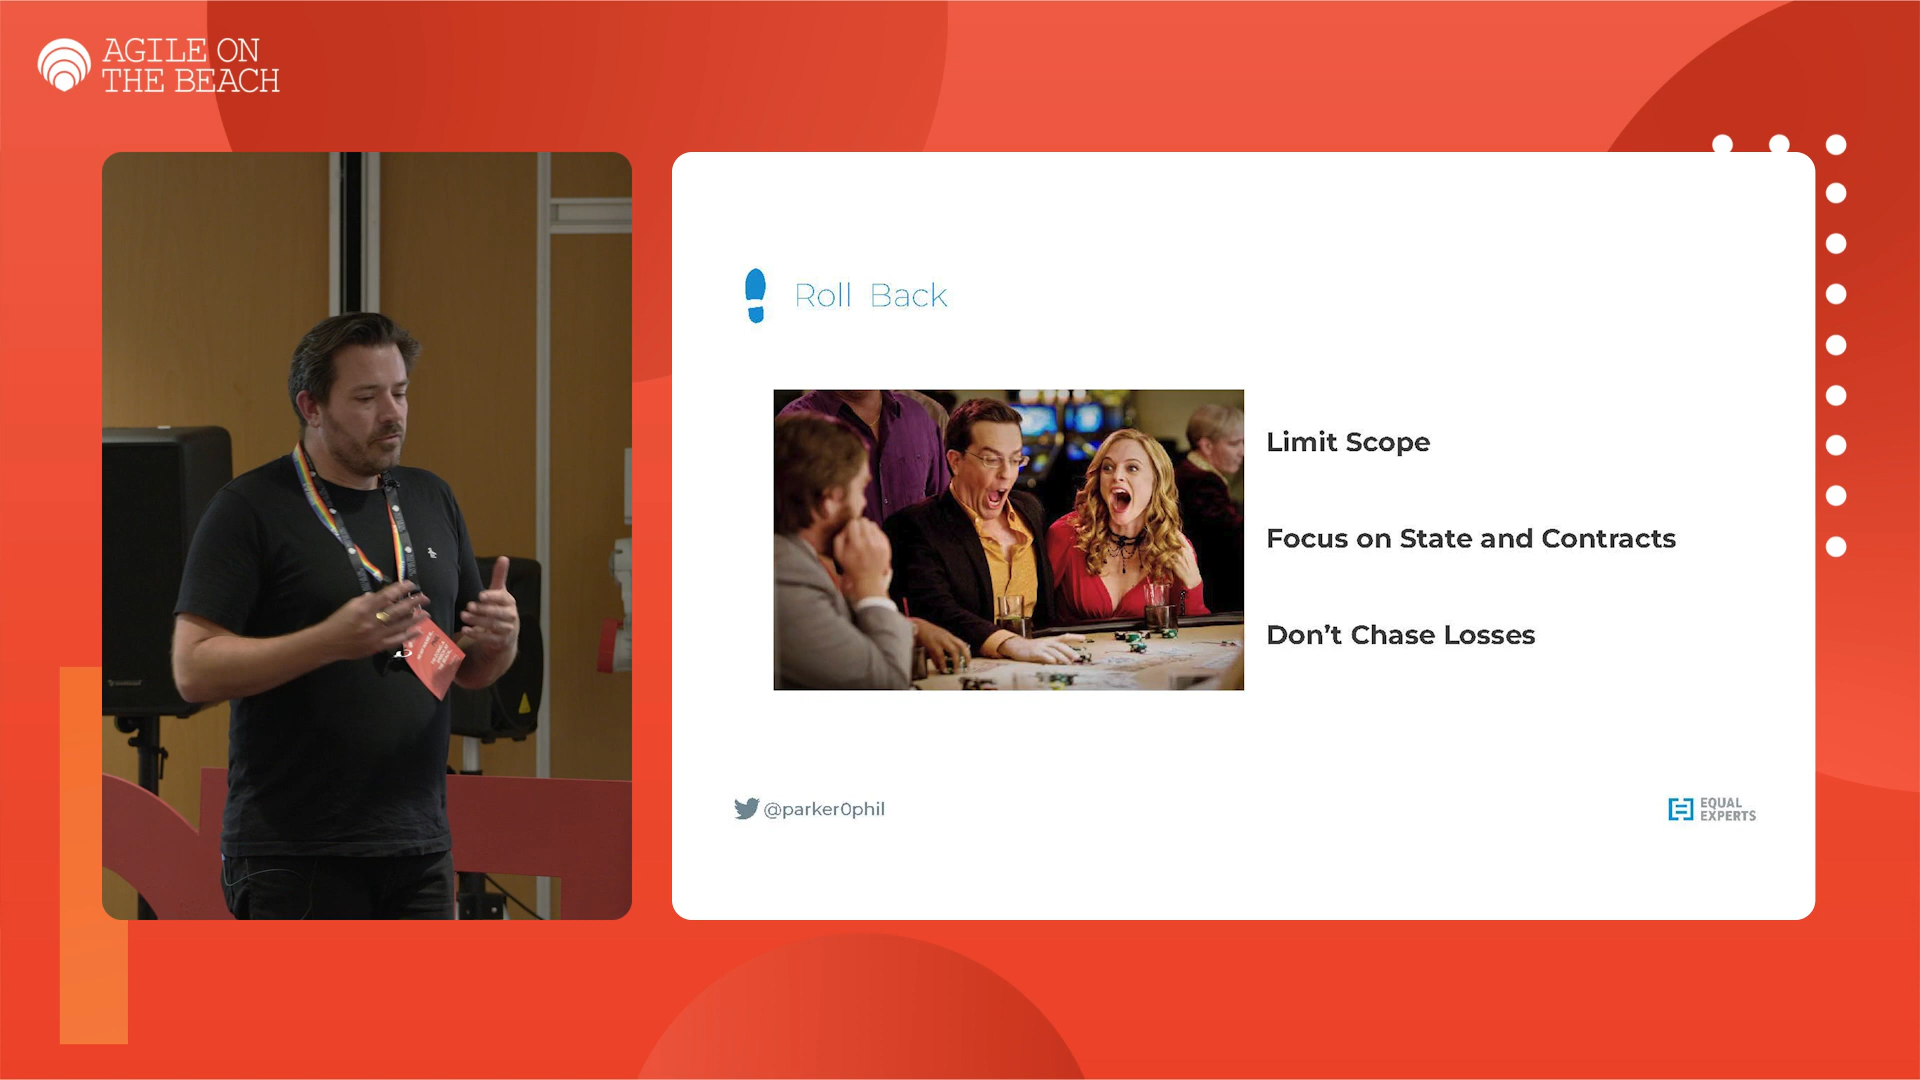 AGILE ON
THE BEACH
Roll Back
Limit Scope
Focus on State and Contracts
Don’t Chase Losses
@parker0phil
EQUAL
EXPERTS